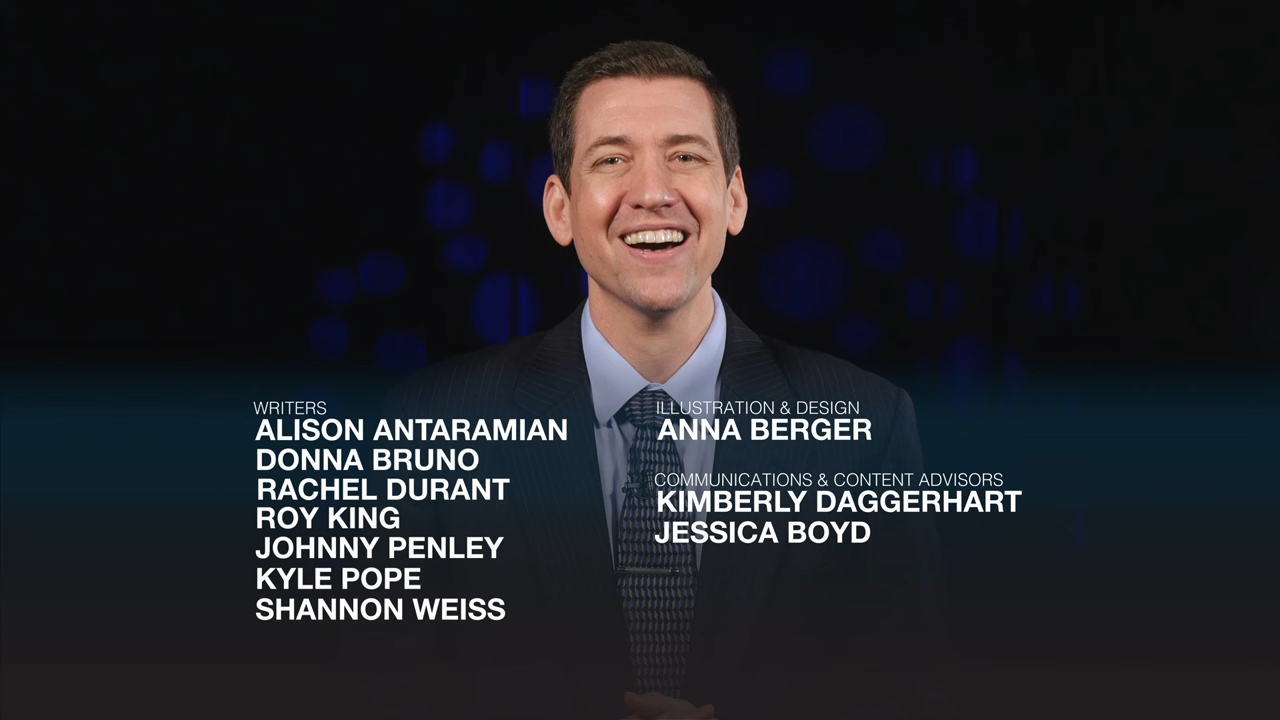 WRITERS
ALISON ANTARAMIAN
DONNA BRUNO
RACHEL DURANT
ROY KING
JOHNNY PENLEY
KYLE POPE
SHANNON WEISS
ILLUSTRATION & DESIGN
ANNA BERGER
COMMUNICATIONS & CONTENT ADVISORS
KIMBERLY DAGGERHART
JESSICA BOYD